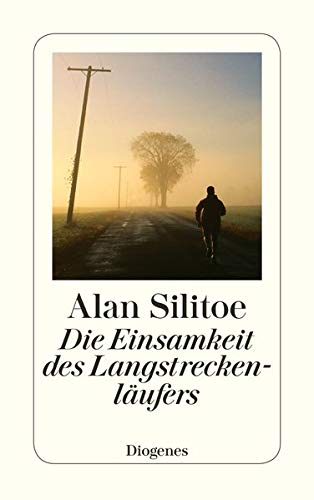 Alan Silitoe
Die Einsamkeit
des Langstrecken-
läufers
Diogenes